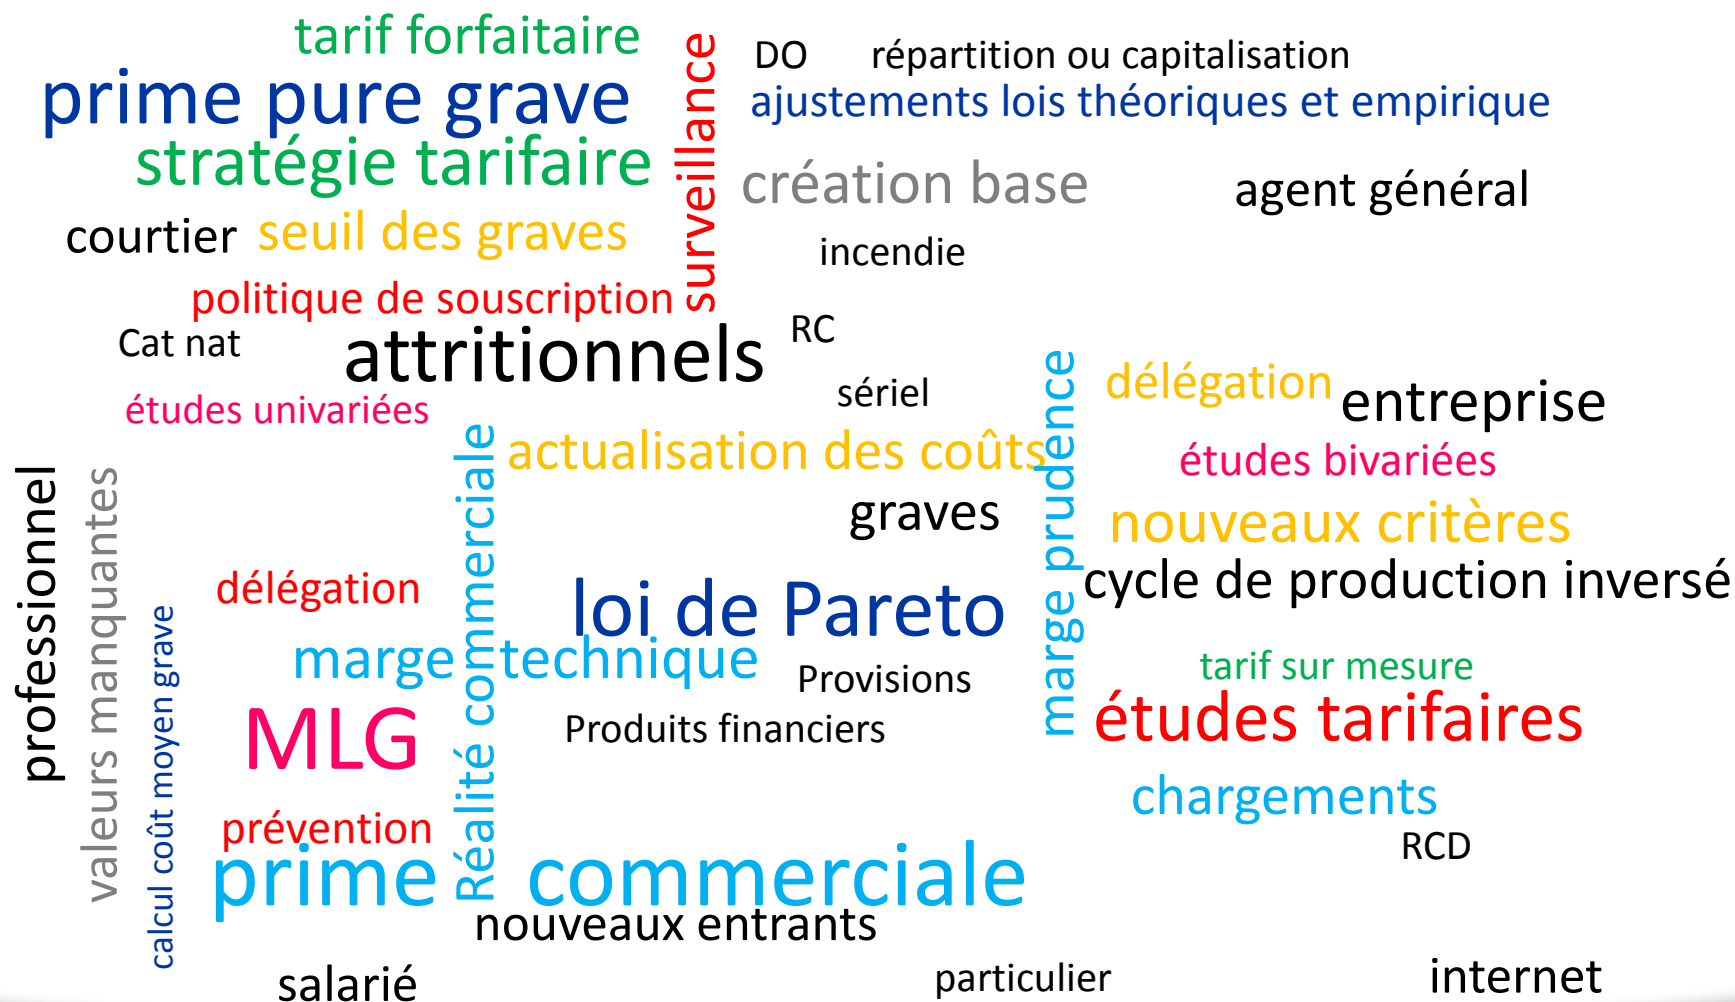 tarif forfaitaire
prime pure grave
stratégie tarifaire
surveillance
DO
répartition ou capitalisation
ajustements lois théoriques et empirique
création base
agent général
courtier
seuil des graves
incendie
politique de souscription
Cat nat
attritionnels
RC
études univariées
sériel
marge prudence
délégation
entreprise
Réalité commerciale
actualisation des coûts
études bivariées
professionnel
valeurs manquantes
graves
nouveaux critères
délégation
loi de Pareto
cycle de production inversé
calcul coût moyen grave
marge technique
Provisions
tarif sur mesure
MLG
Produits financiers
études tarifaires
chargements
prévention
RCD
prime commerciale
nouveaux entrants
salarié
particulier
internet